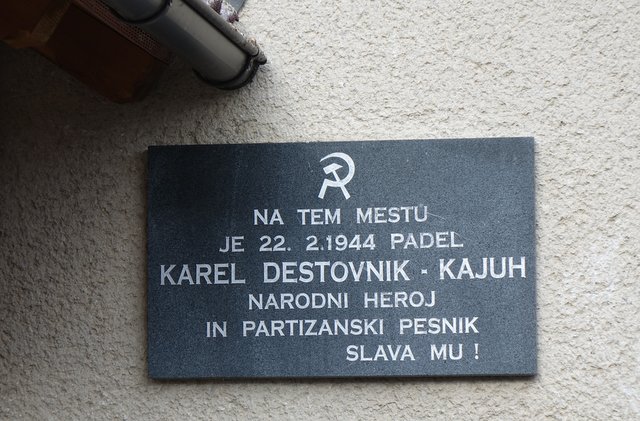 NA TEM MESTU
JE 22. 2.1944 PADEL
KAREL DESTOVNIK - KAJUH
NARODNI HEROJ
IN PARTIZANSKI PESNIK
SLAVA MU !